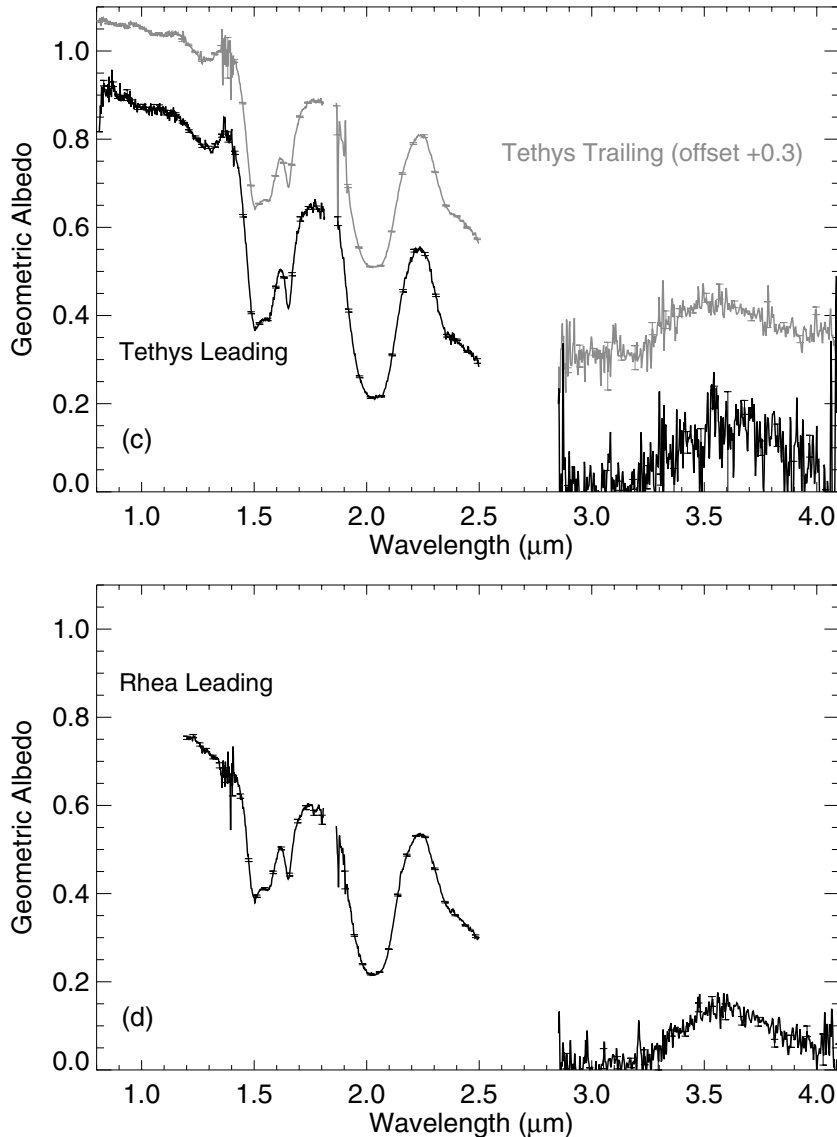 1.0
0.8
0.6
0.4
0.2
0.0
Geometric Albedo
Tethys Trailing (offset +0.3)
Tethys Leading
(c)
1.0 1.5 2.0 2.5 3.0 3.5 4.0
Wavelength (μm)
1.0
0.8
0.6
0.4
0.2
0.0
Geometric Albedo
Rhea Leading
(d)
1.0 1.5 2.0 2.5 3.0 3.5 4.0
Wavelength (μm)